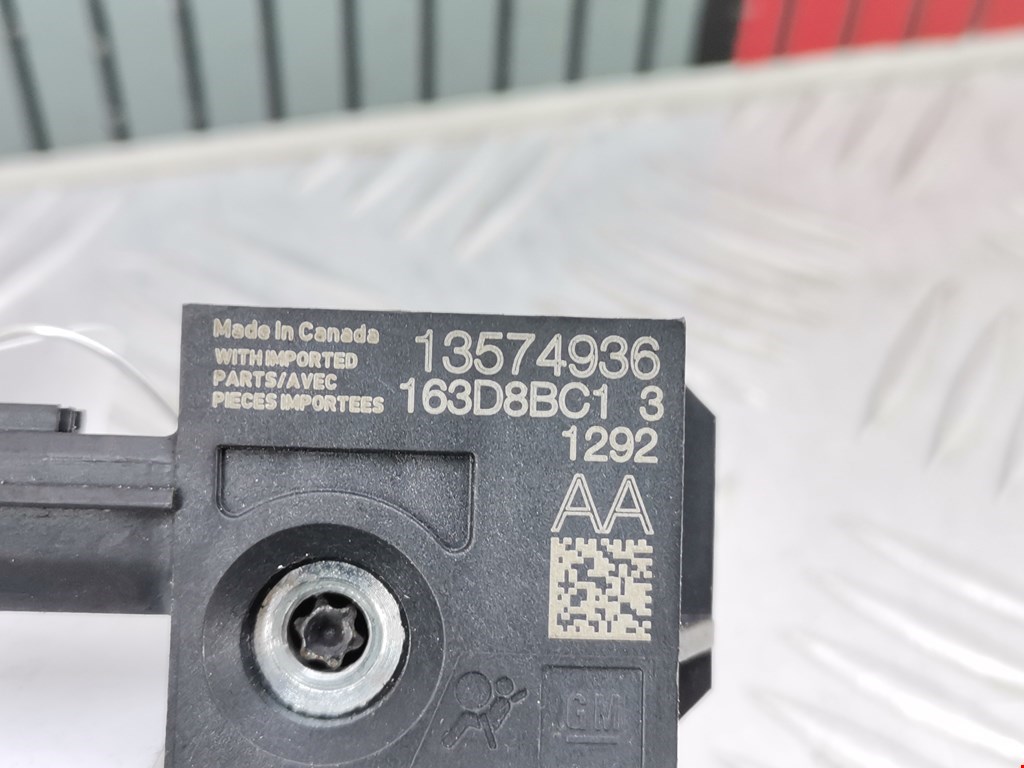 Made in Canada
WITH IMPORTED
PARTS/AVEC
PIECES IMPORTEES
13574936
163D8BC1 3
1292
AA
GM